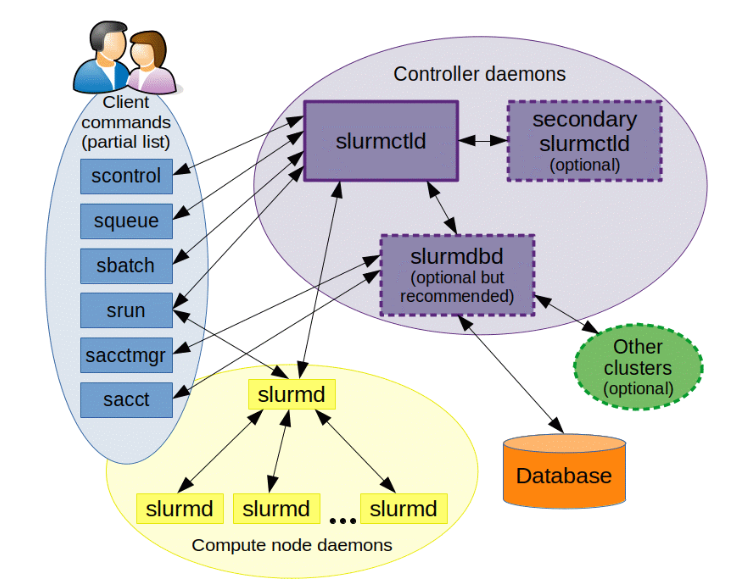 Client
commands
(partial list)
scontrol
squeue
sbatch
srun
sacctmgr
sacct
Controller daemons
slurmctld
secondary
slurmctld
(optional)
slurmdbd
(optional but
recommended)
Other
clusters
(optional)
Database
slurmd
slurmd
slurmd
...
slurmd
Compute node daemons